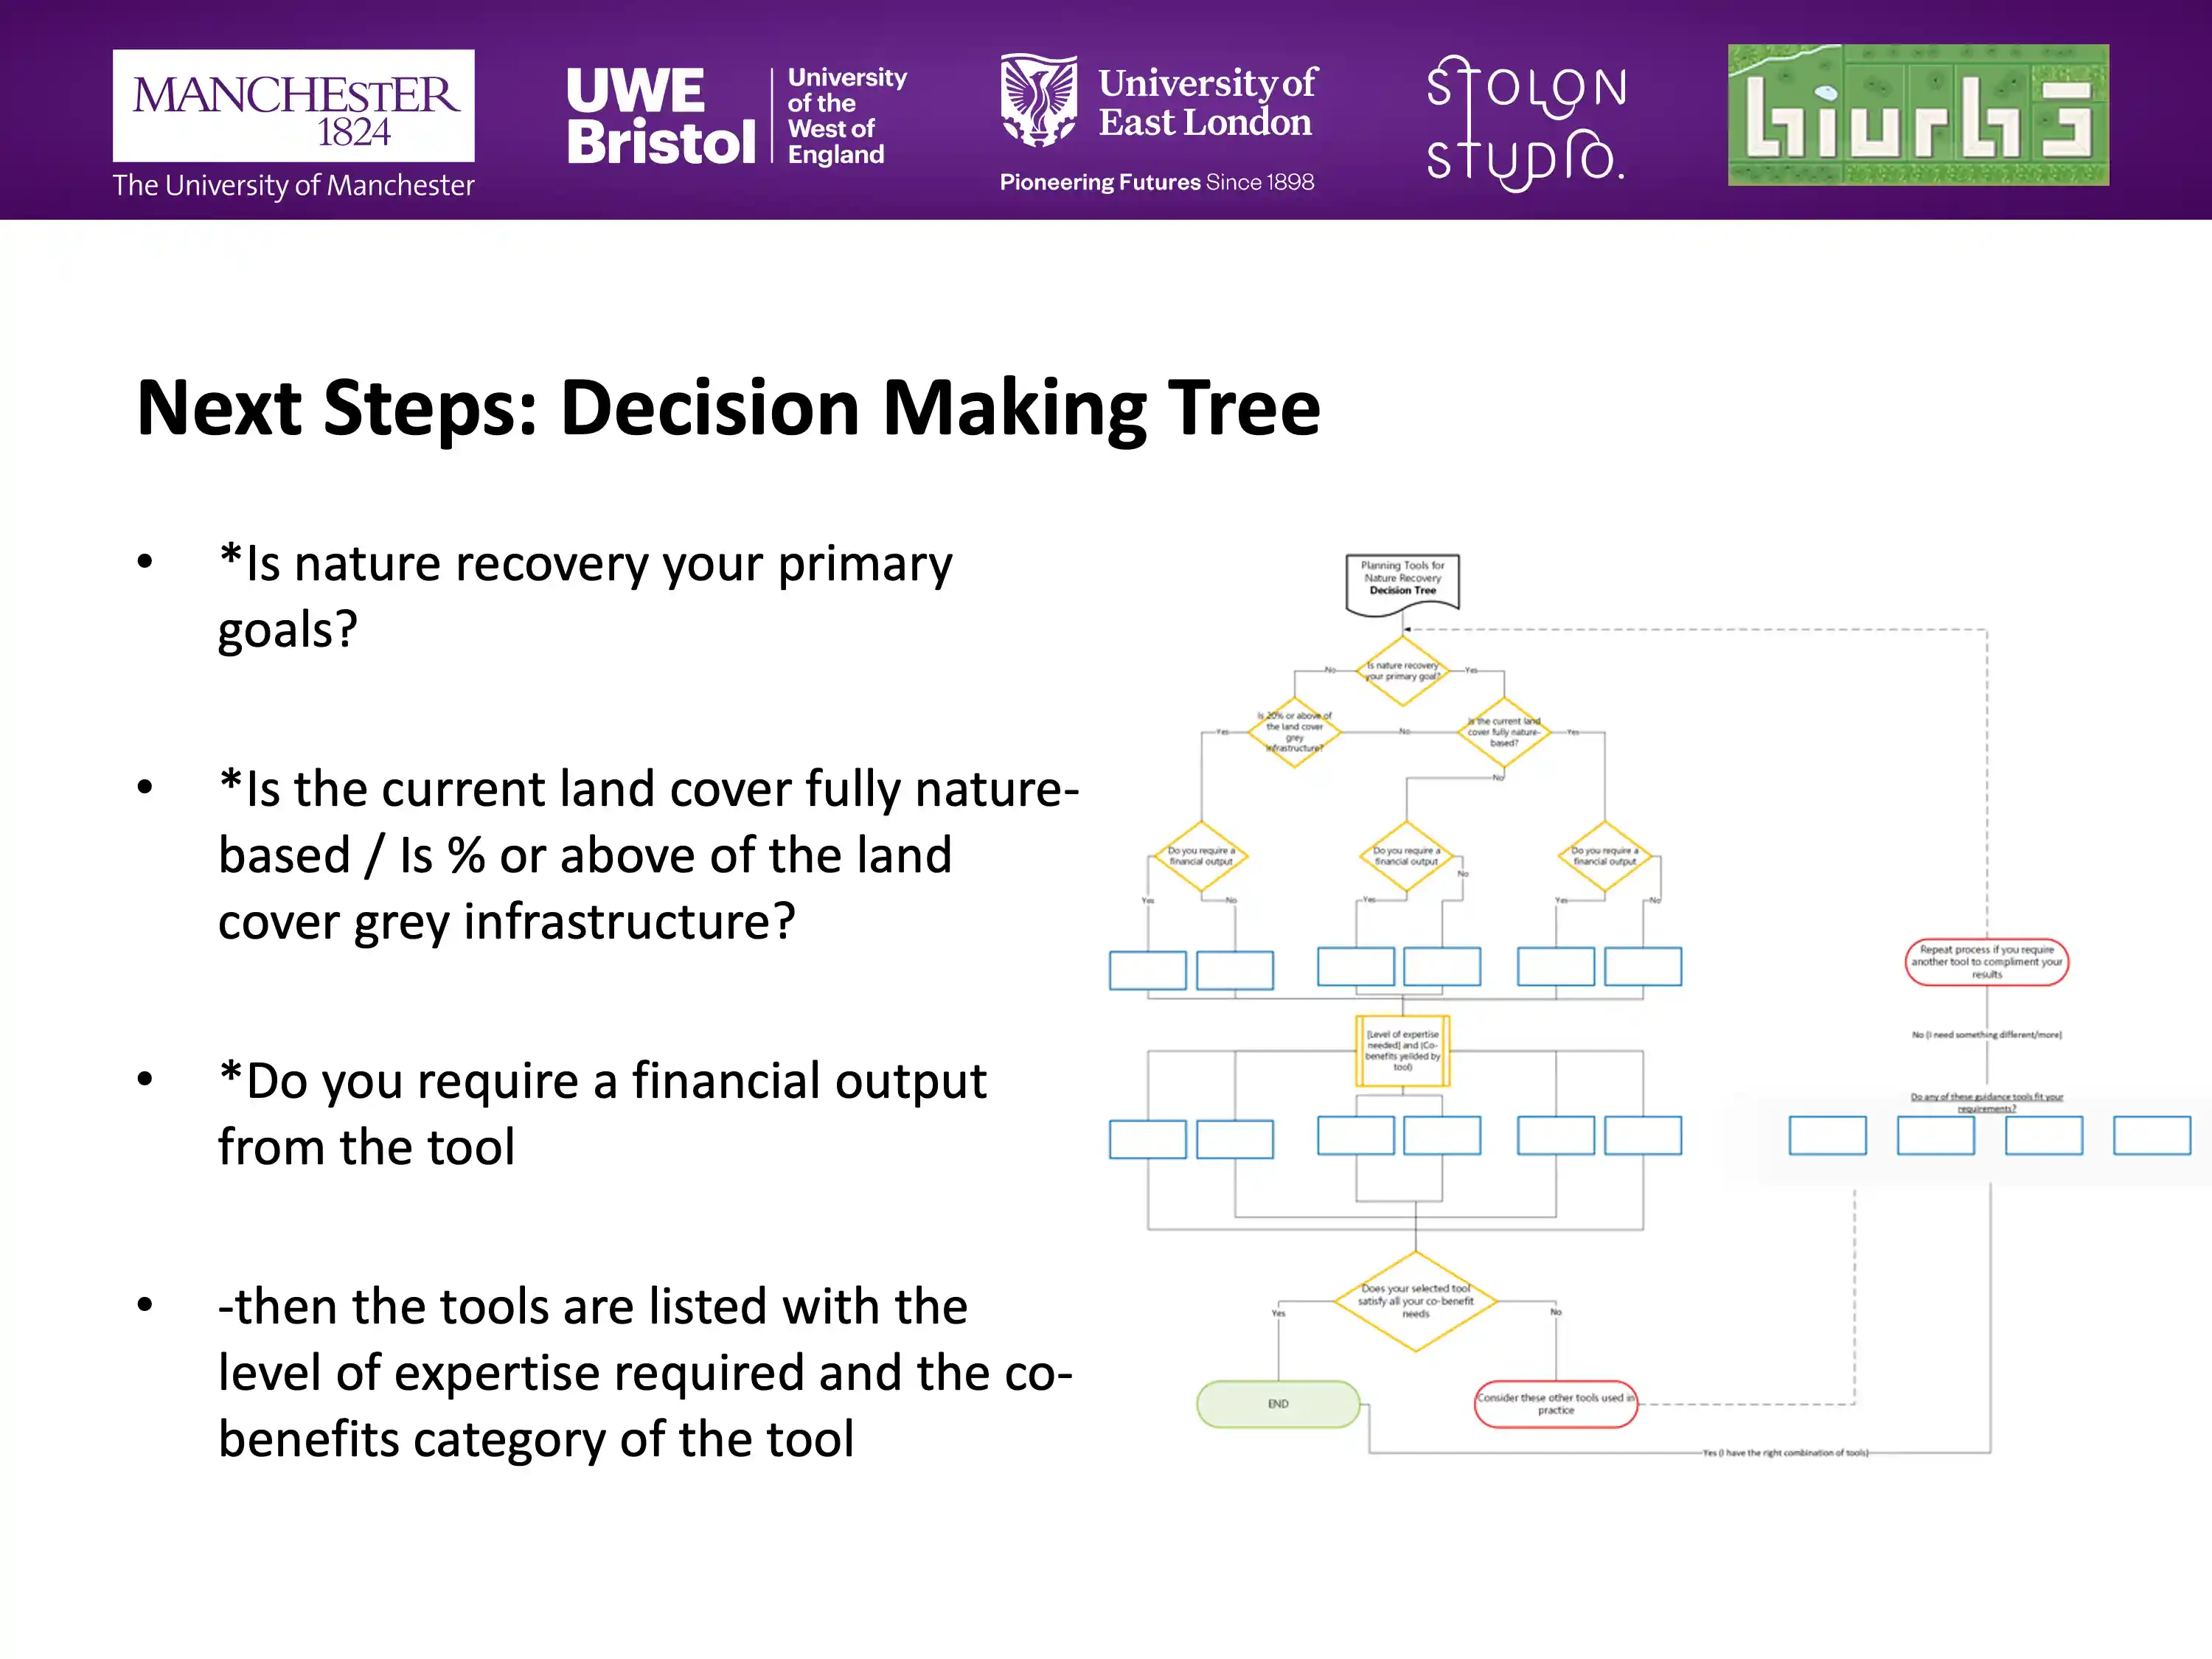 MANCHESTER
1824
The University of Manchester
UWE
Bristol
University
of the
West of
England
University of
East London
Pioneering Futures Since 1898
STOLON
STUDIO.
biurbs
Next Steps: Decision Making Tree
• *Is nature recovery your primary
goals?
• *Is the current land cover fully nature-
based / Is % or above of the land
cover grey infrastructure?
• *Do you require a financial output
from the tool
• -then the tools are listed with the
level of expertise required and the co-
benefits category of the tool
Planning Tools for
Nature Recovery
Decision Tree
Is nature recovery
your primary goal?
No
Yes
Is 20% or above of
the land cover
grey
infrastructure?
Is the current land
cover fully nature-
based?
Yes
No
Yes
No
Do you require a
financial output
Do you require a
financial output
Do you require a
financial output
Yes
No
Yes
No
Yes
No
[Level of expertise
needed] and [Co-
benefits yeilded by
tool)
Does your selected tool
satisfy all your co-benefit
needs
Yes
No
END
Consider these other tools used in
practice
Repeat process if you require
another tool to compliment your
results
No (I need something different/more)
Do any of these guidance tools fit your
requirements?
Yes (I have the right combination of tools)